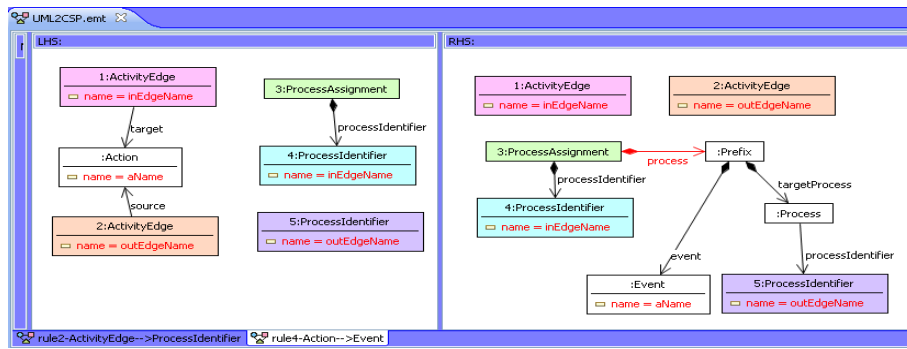 UML2CSP.emt
LHS:
1:ActivityEdge
name = inEdgeName
target
:Action
name = aName
source
2:ActivityEdge
name = outEdgeName
3:ProcessAssignment
processIdentifier
4:ProcessIdentifier
name = inEdgeName
5:ProcessIdentifier
name = outEdgeName
RHS:
1:ActivityEdge
name = inEdgeName
2:ActivityEdge
name = outEdgeName
3:ProcessAssignment
process
:Prefix
processIdentifier
targetProcess
4:ProcessIdentifier
name = inEdgeName
:Process
event
processIdentifier
:Event
name = aName
5:ProcessIdentifier
name = outEdgeName
rule2-ActivityEdge-->ProcessIdentifier
rule4-Action-->Event